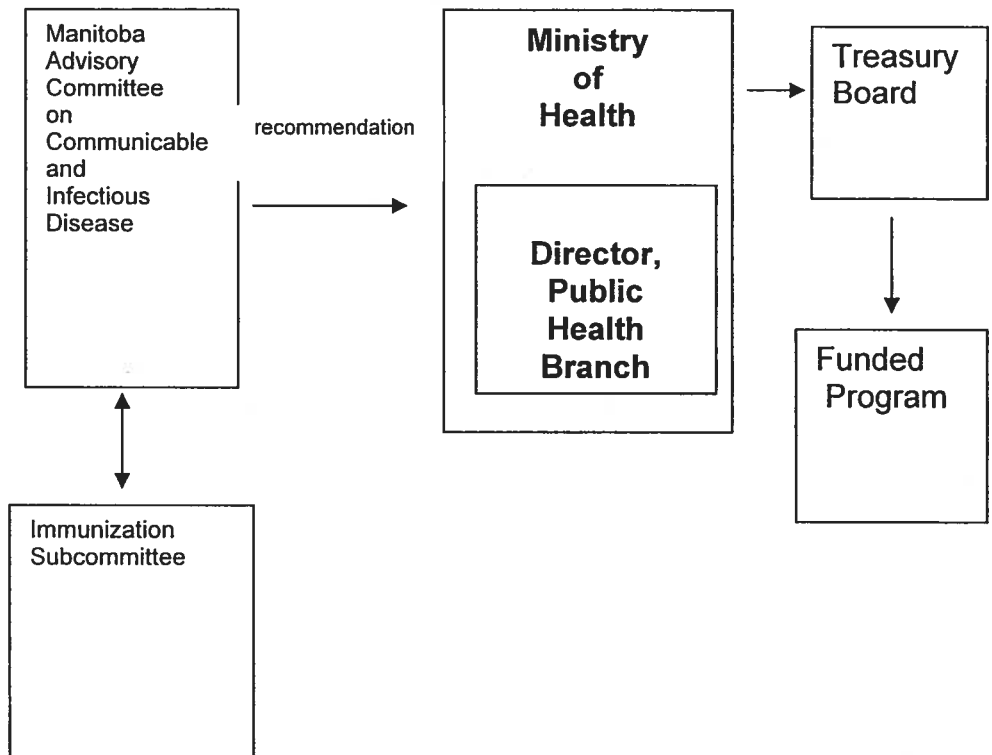 Manitoba
Advisory
Committee
on
Communicable
and
Infectious
Disease
recommendation
Ministry
of
Health
Director,
Public
Health
Branch
Treasury
Board
Funded
Program
Immunization
Subcommittee